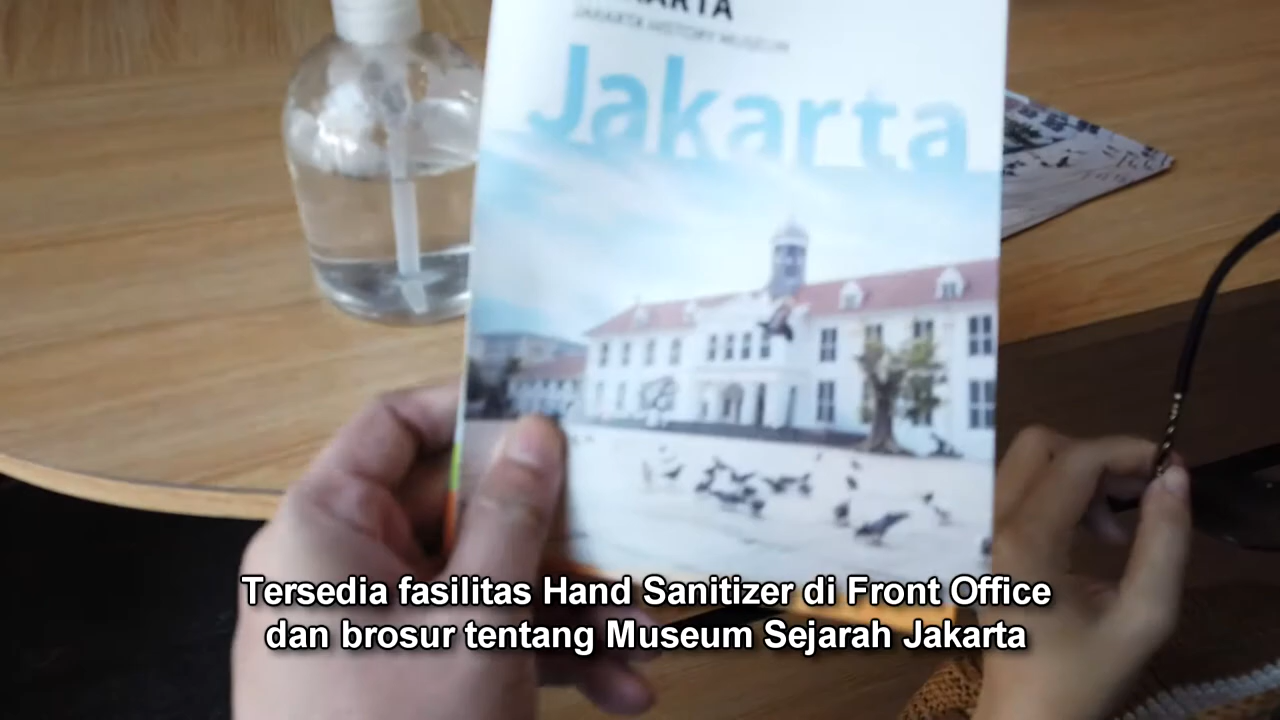 JAKARTA HISTORY MUSEUM
Jakarta
Tersedia fasilitas Hand Sanitizer di Front Office
dan brosur tentang Museum Sejarah Jakarta